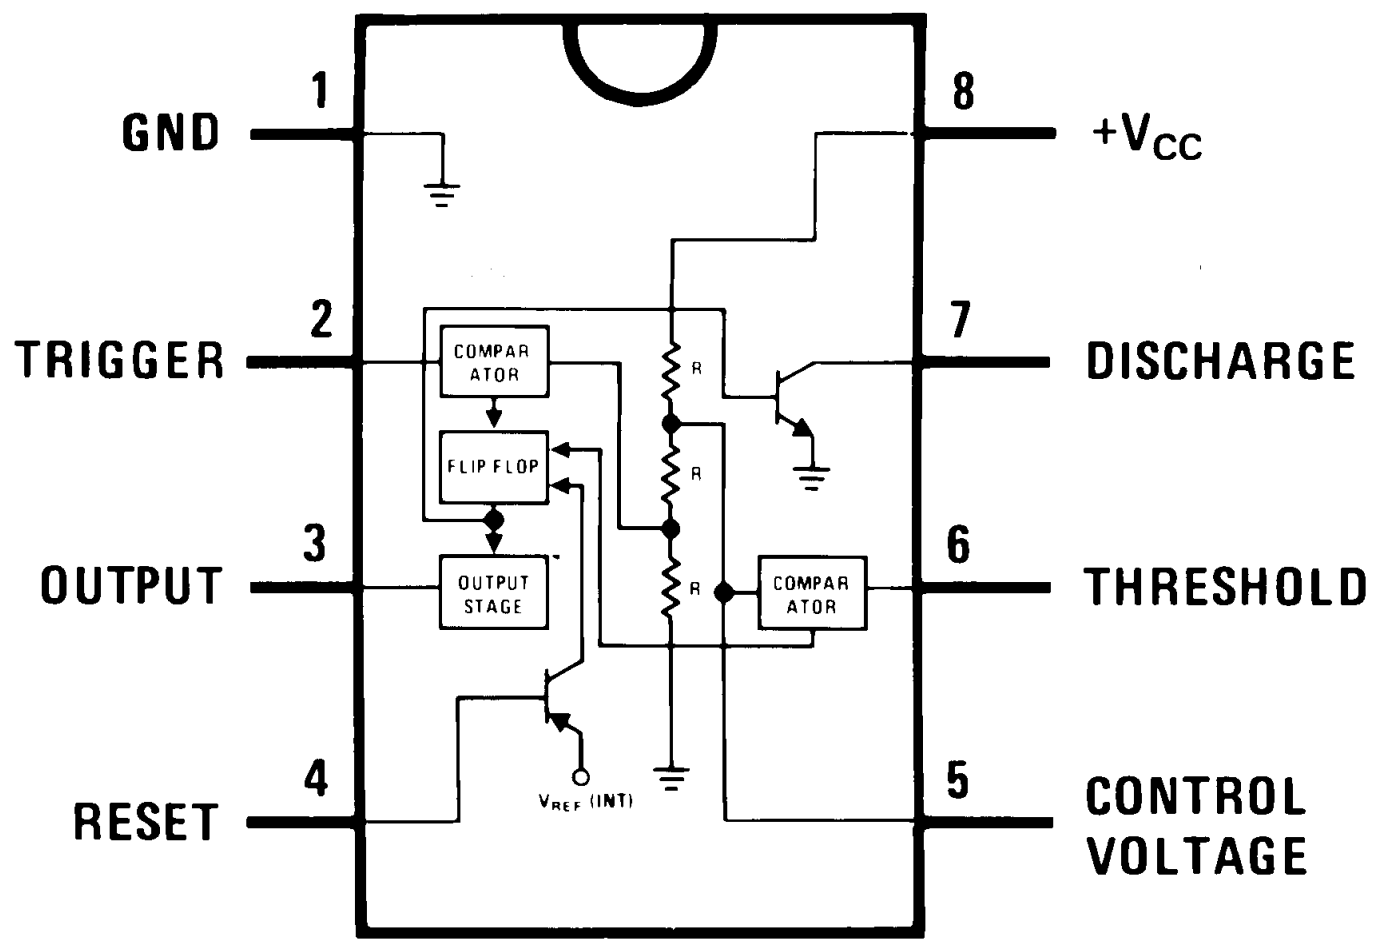 1
GND
8
+VCC
2
TRIGGER
7
DISCHARGE
COMPAR
ATOR
R
FLIP FLOP
R
3
OUTPUT
OUTPUT
STAGE
R
COMPAR
ATOR
6
THRESHOLD
4
RESET
VREF (INT)
5
CONTROL
VOLTAGE